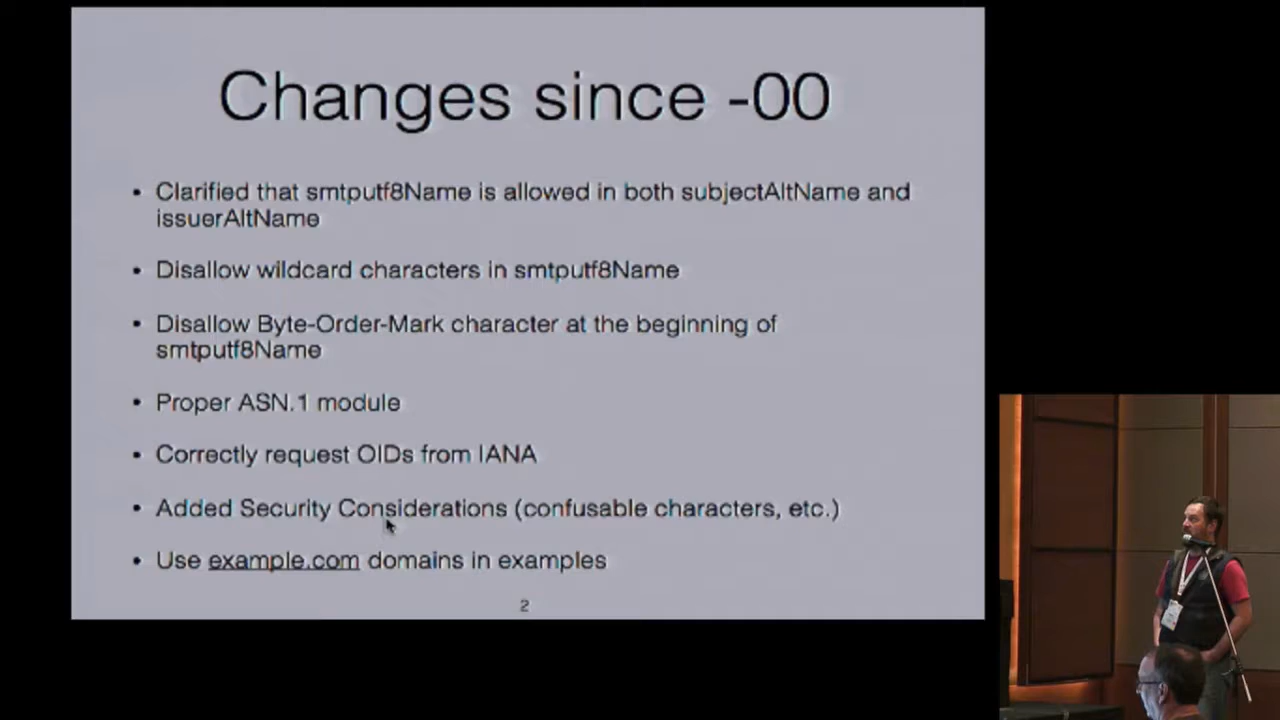 Changes since -00
• Clarified that smtputf8Name is allowed in both subjectAltName and
issuerAltName
• Disallow wildcard characters in smtputf8Name
• Disallow Byte-Order-Mark character at the beginning of
smtputf8Name
• Proper ASN.1 module
• Correctly request OIDs from IANA
• Added Security Considerations (confusable characters, etc.)
• Use example.com domains in examples
2